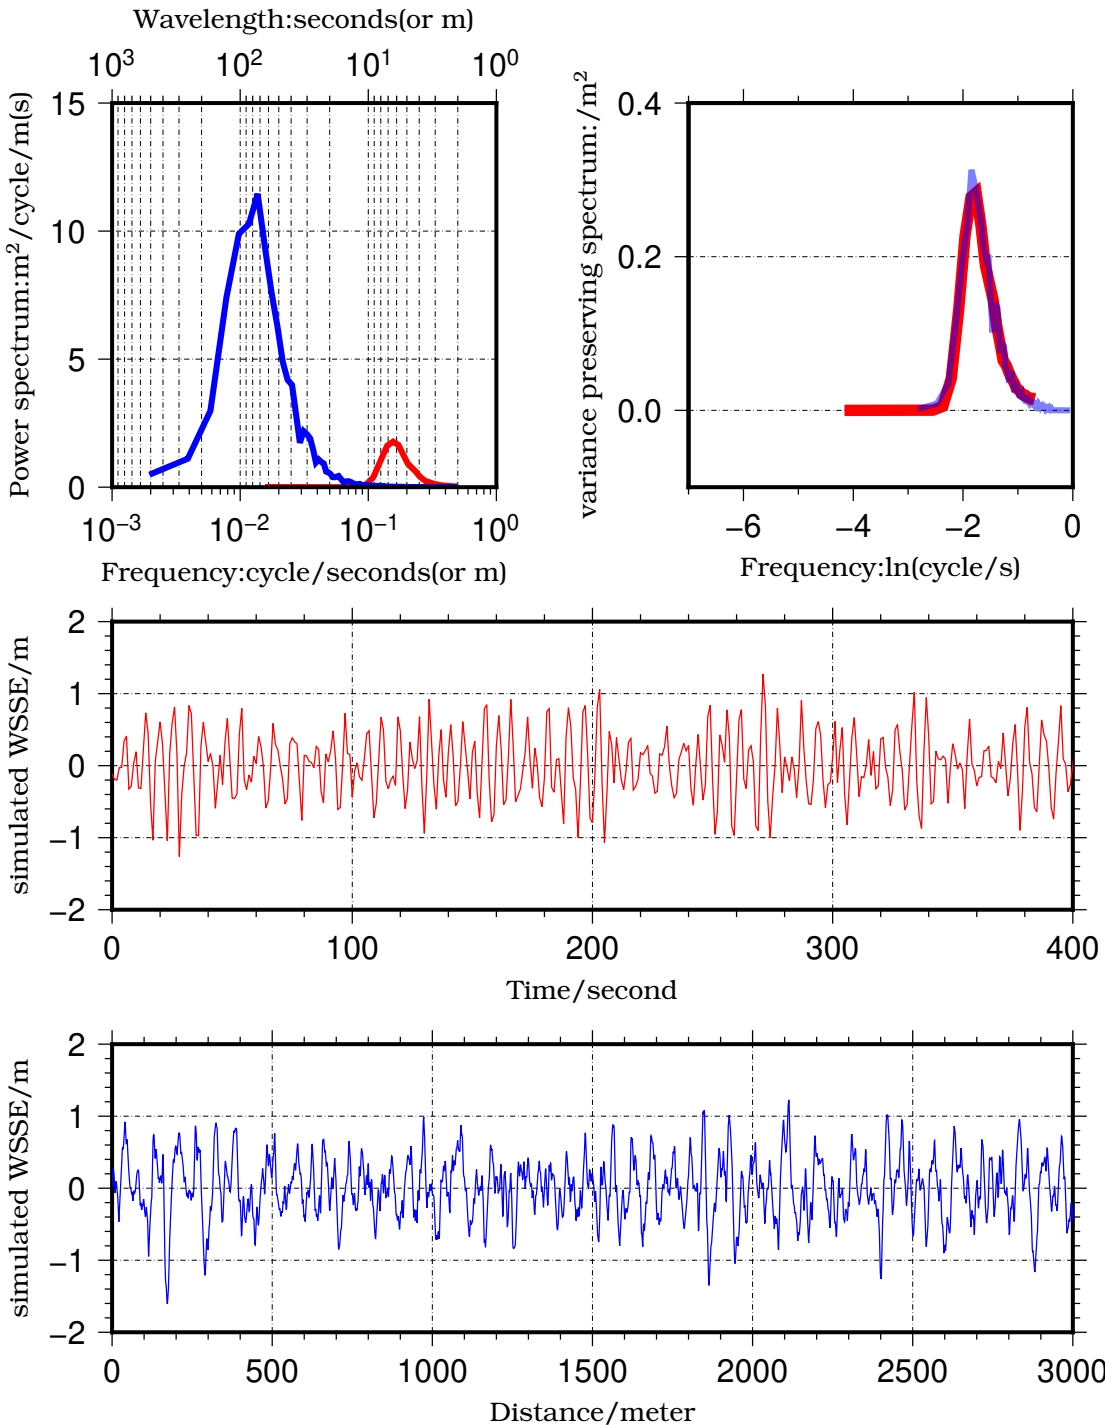 Wavelength:seconds(or m)
10³ 10² 10¹ 10⁰
15
10
5
0
Power spectrum:m²/cycle/m(s)
10⁻³ 10⁻² 10⁻¹ 10⁰
Frequency:cycle/seconds(or m)
0.4
0.2
0.0
variance preserving spectrum:/m²
−6 −4 −2 0
Frequency:ln(cycle/s)
2
1
0
−1
−2
simulated WSSE/m
0 100 200 300 400
Time/second
2
1
0
−1
−2
simulated WSSE/m
0 500 1000 1500 2000 2500 3000
Distance/meter